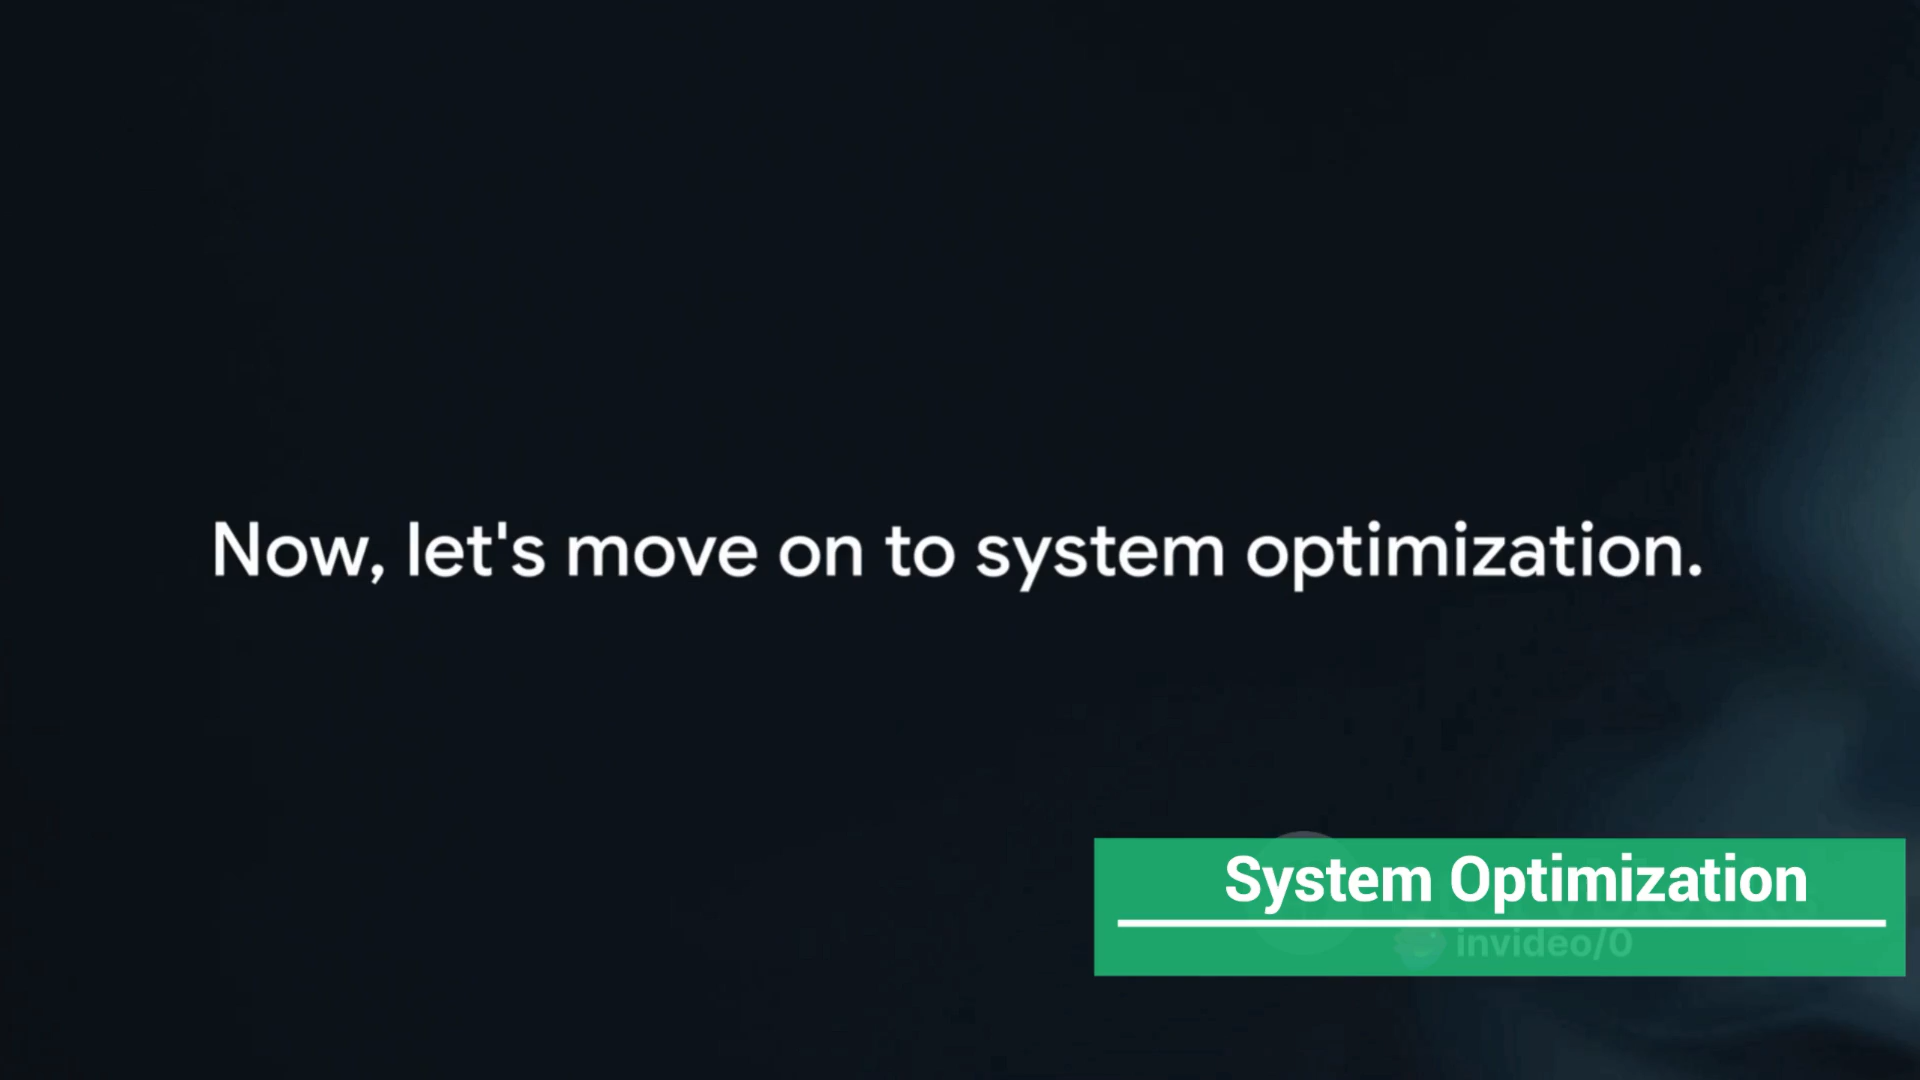 Now, let's move on to system optimization.
System Optimization
invideo/0